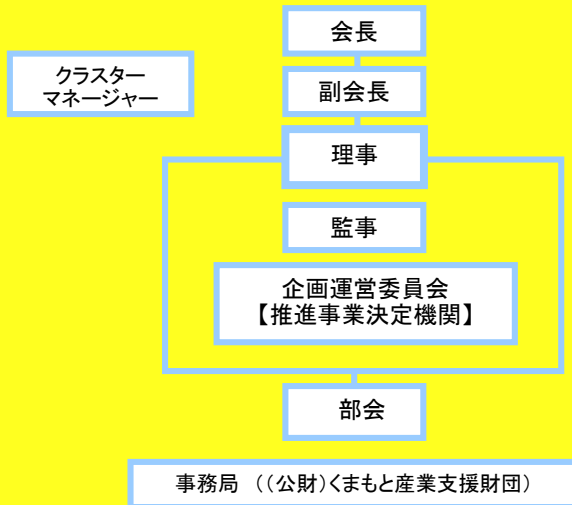 会長
クラスター
マネージャー
副会長
理事
監事
企画運営委員会
【推進事業決定機関】
部会
事務局 （(公財)くまもと産業支援財団）